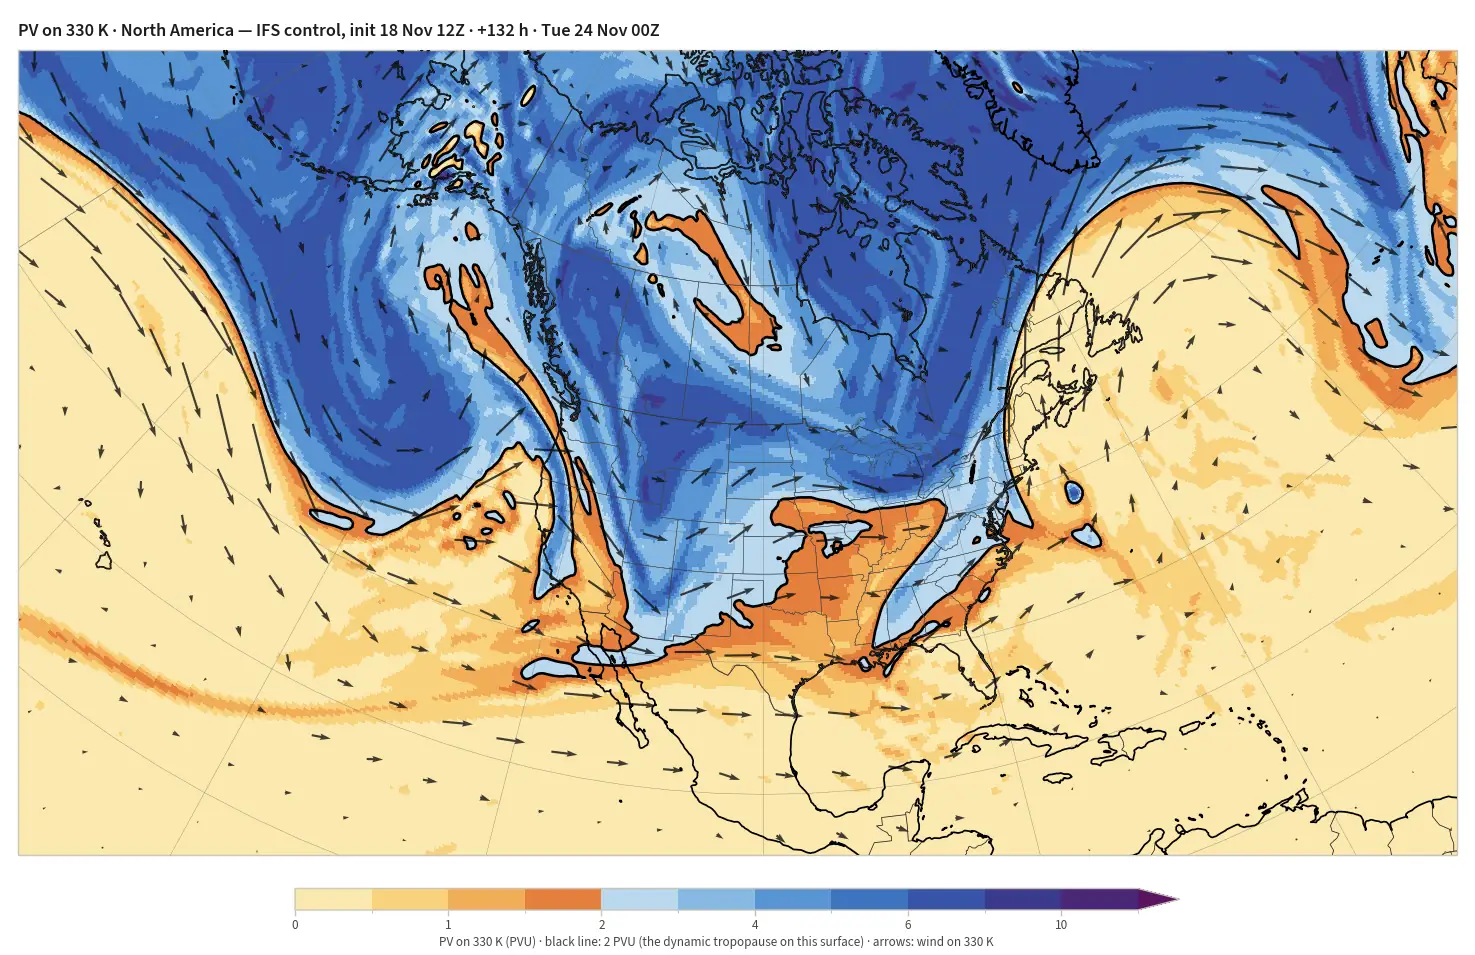 PV on 330 K · North America — IFS control, init 18 Nov 12Z · +132 h · Tue 24 Nov 00Z
0 1 2 4 6 10
PV on 330 K (PVU) · black line: 2 PVU (the dynamic tropopause on this surface) · arrows: wind on 330 K